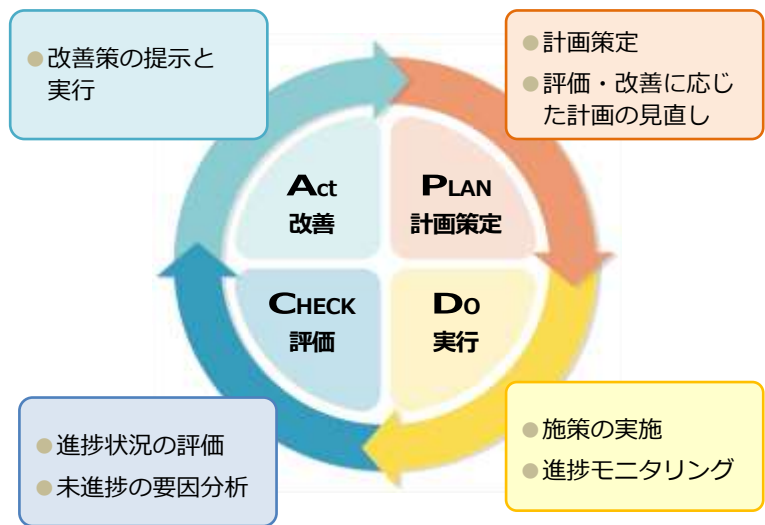 ●改善策の提示と
実行
●計画策定
●評価・改善に応じ
た計画の見直し
Act
改善
PLAN
計画策定
CHECK
評価
Do
実行
●進捗状況の評価
●未進捗の要因分析
●施策の実施
●進捗モニタリング